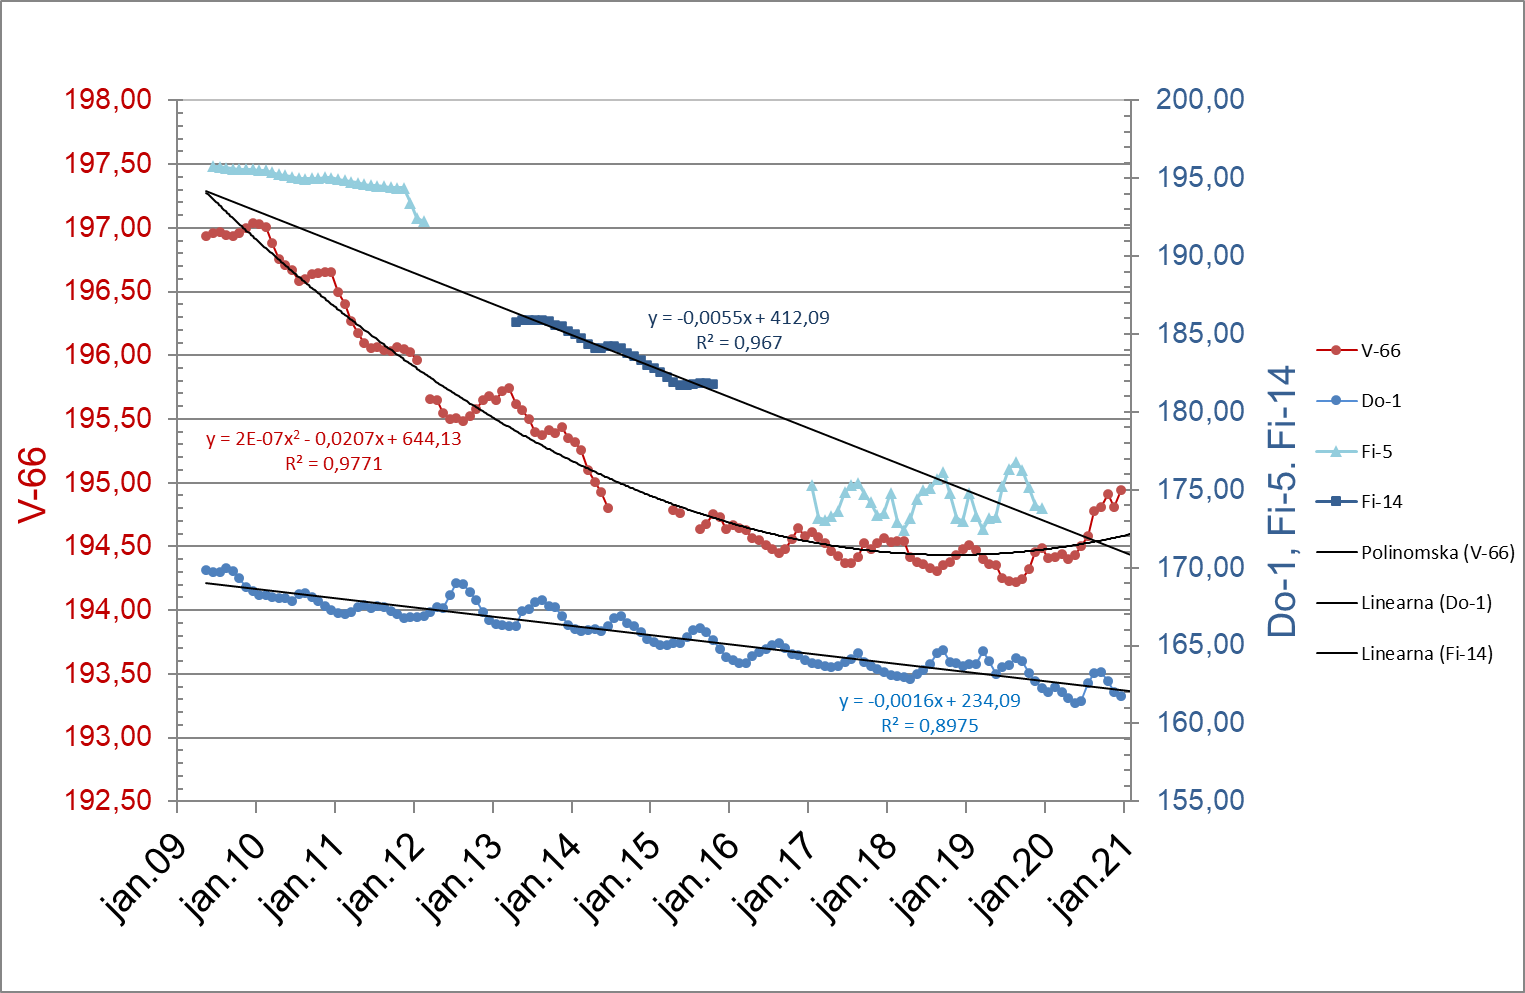 198,00
197,50
197,00
196,50
196,00
195,50
195,00
194,50
194,00
193,50
193,00
192,50
V-66
200,00
195,00
190,00
185,00
180,00
175,00
170,00
165,00
160,00
155,00
Do-1, Fi-5. Fi-14
y = -0,0055x + 412,09
R² = 0,967
y = 2E-07x² - 0,0207x + 644,13
R² = 0,9771
y = -0,0016x + 234,09
R² = 0,8975
jan.09
jan.10
jan.11
jan.12
jan.13
jan.14
jan.15
jan.16
jan.17
jan.18
jan.19
jan.20
jan.21
V-66
Do-1
Fi-5
Fi-14
Polinomska (V-66)
Linearna (Do-1)
Linearna (Fi-14)